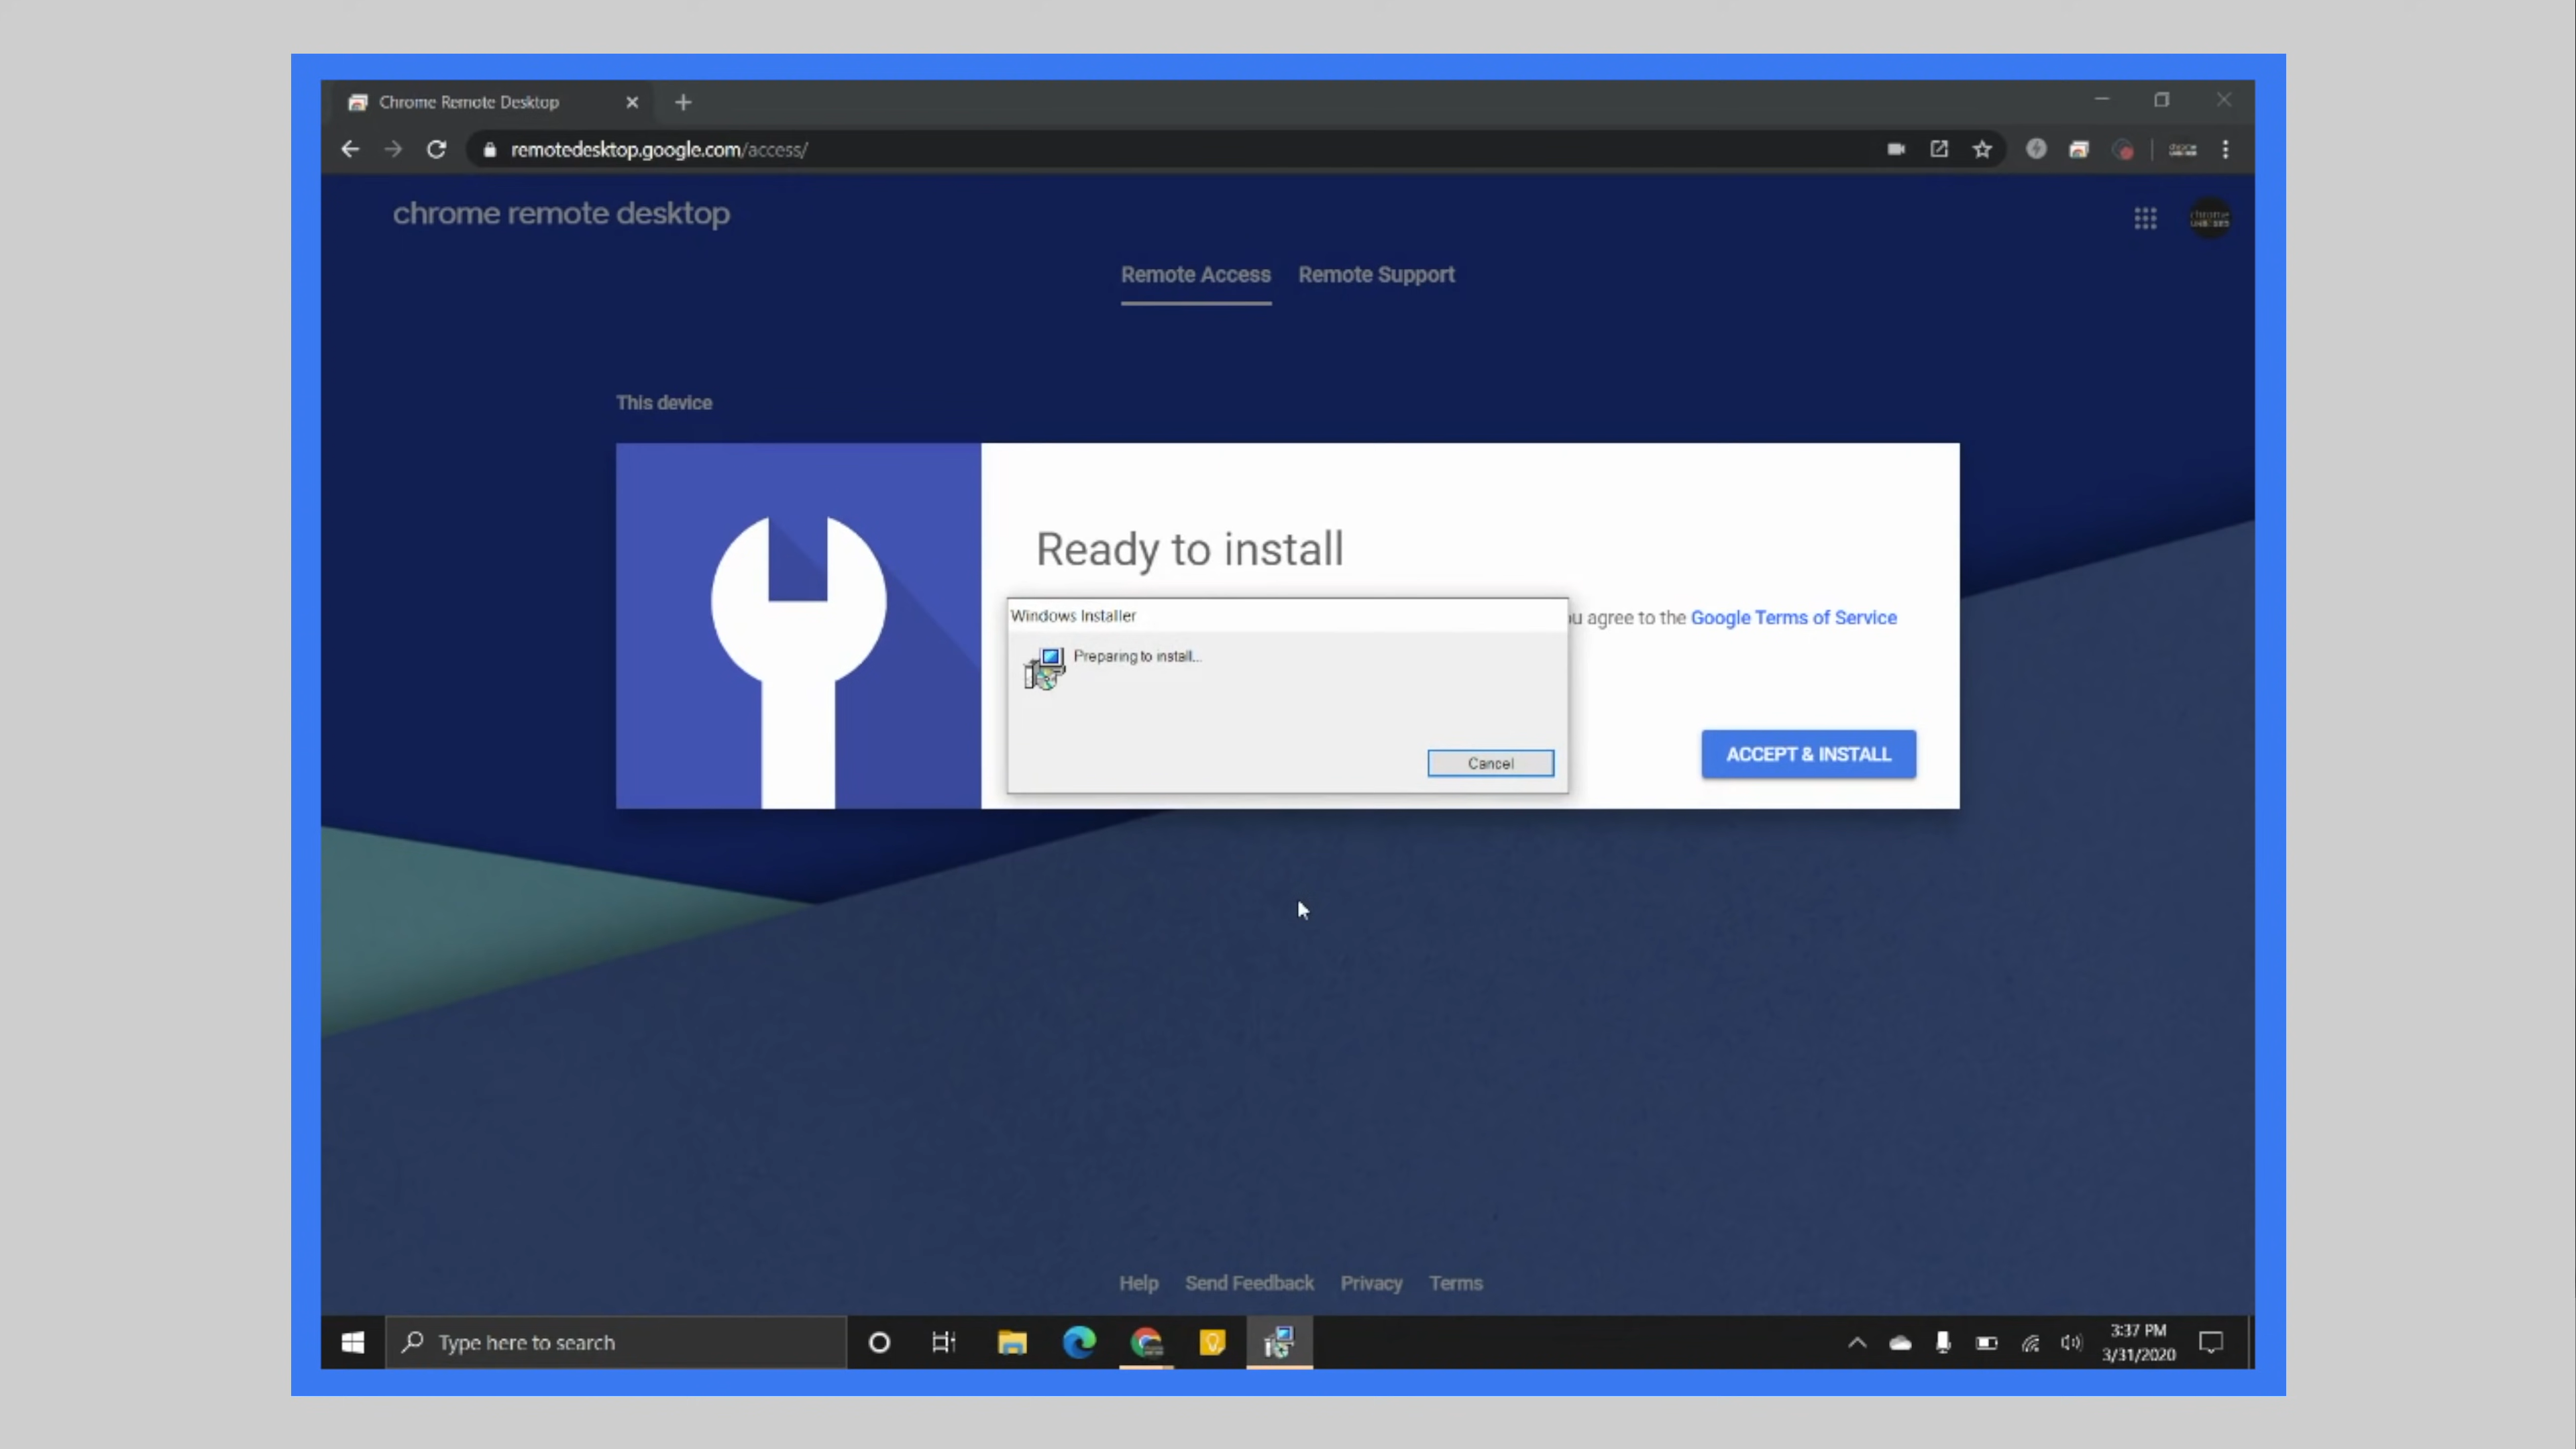 Chrome Remote Desktop
remotedesktop.google.com/access/
chrome remote desktop
Remote Access Remote Support
This device
Ready to install
Windows Installer
u agree to the Google Terms of Service
Preparing to install...
ACCEPT & INSTALL
Cancel
Help Send Feedback Privacy Terms
Type here to search
3:37 PM
3/31/2020